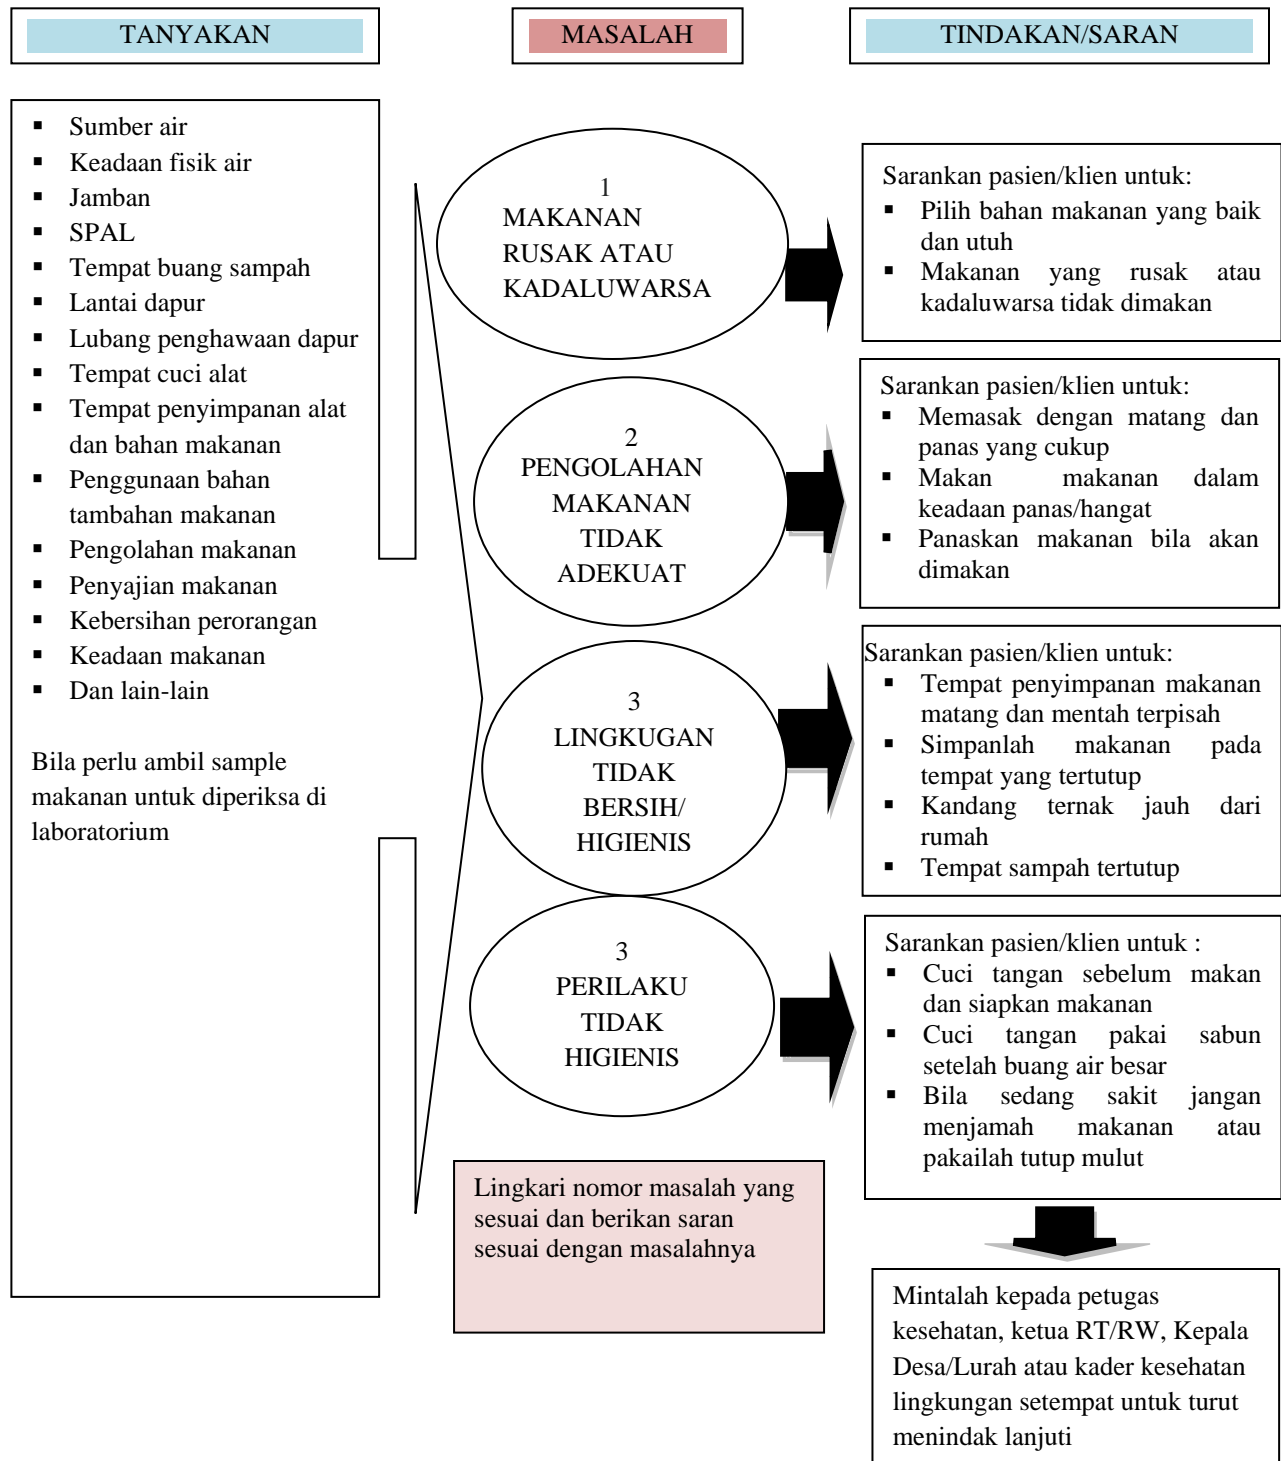 TANYAKAN
MASALAH
TINDAKAN/SARAN
▪ Sumber air
▪ Keadaan fisik air
▪ Jamban
▪ SPAL
▪ Tempat buang sampah
▪ Lantai dapur
▪ Lubang penghawaan dapur
▪ Tempat cuci alat
▪ Tempat penyimpanan alat
dan bahan makanan
▪ Penggunaan bahan
tambahan makanan
▪ Pengolahan makanan
▪ Penyajian makanan
▪ Kebersihan perorangan
▪ Keadaan makanan
▪ Dan lain-lain
Bila perlu ambil sample
makanan untuk diperiksa di
laboratorium
1
MAKANAN
RUSAK ATAU
KADALUWARSA
Sarankan pasien/klien untuk:
▪ Pilih bahan makanan yang baik
dan utuh
▪ Makanan yang rusak atau
kadaluwarsa tidak dimakan
2
PENGOLAHAN
MAKANAN
TIDAK
ADEKUAT
Sarankan pasien/klien untuk:
▪ Memasak dengan matang dan
panas yang cukup
▪ Makan makanan dalam
keadaan panas/hangat
▪ Panaskan makanan bila akan
dimakan
3
LINGKUGAN
TIDAK
BERSIH/
HIGIENIS
Sarankan pasien/klien untuk:
▪ Tempat penyimpanan makanan
matang dan mentah terpisah
▪ Simpanlah makanan pada
tempat yang tertutup
▪ Kandang ternak jauh dari
rumah
▪ Tempat sampah tertutup
3
PERILAKU
TIDAK
HIGIENIS
Sarankan pasien/klien untuk :
▪ Cuci tangan sebelum makan
dan siapkan makanan
▪ Cuci tangan pakai sabun
setelah buang air besar
▪ Bila sedang sakit jangan
menjamah makanan atau
pakailah tutup mulut
Lingkari nomor masalah yang
sesuai dan berikan saran
sesuai dengan masalahnya
Mintalah kepada petugas
kesehatan, ketua RT/RW, Kepala
Desa/Lurah atau kader kesehatan
lingkungan setempat untuk turut
menindak lanjuti